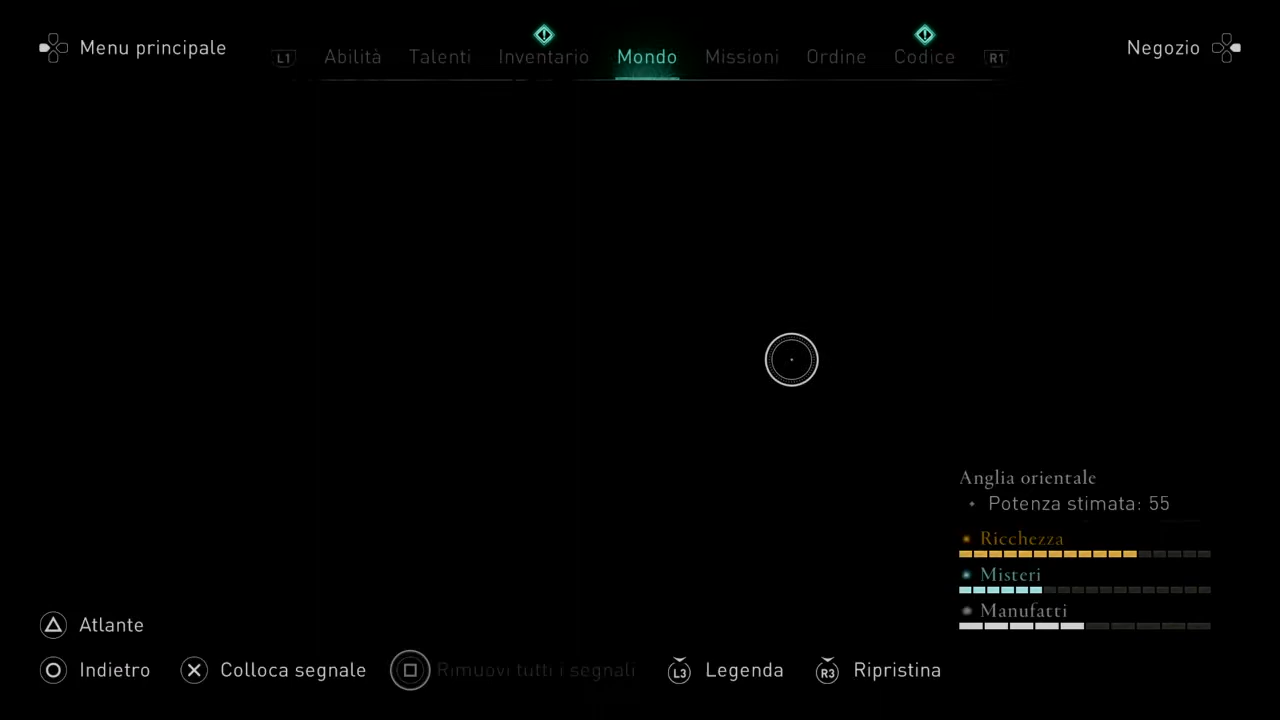 Menu principale
L1 Abilità Talenti Inventario Mondo Missioni Ordine Codice R1
Negozio
Anglia orientale
Potenza stimata: 55
Ricchezza
Misteri
Manufatti
Atlante
Indietro Colloca segnale Rimuovi tutti i segnali L3 Legenda R3 Ripristina